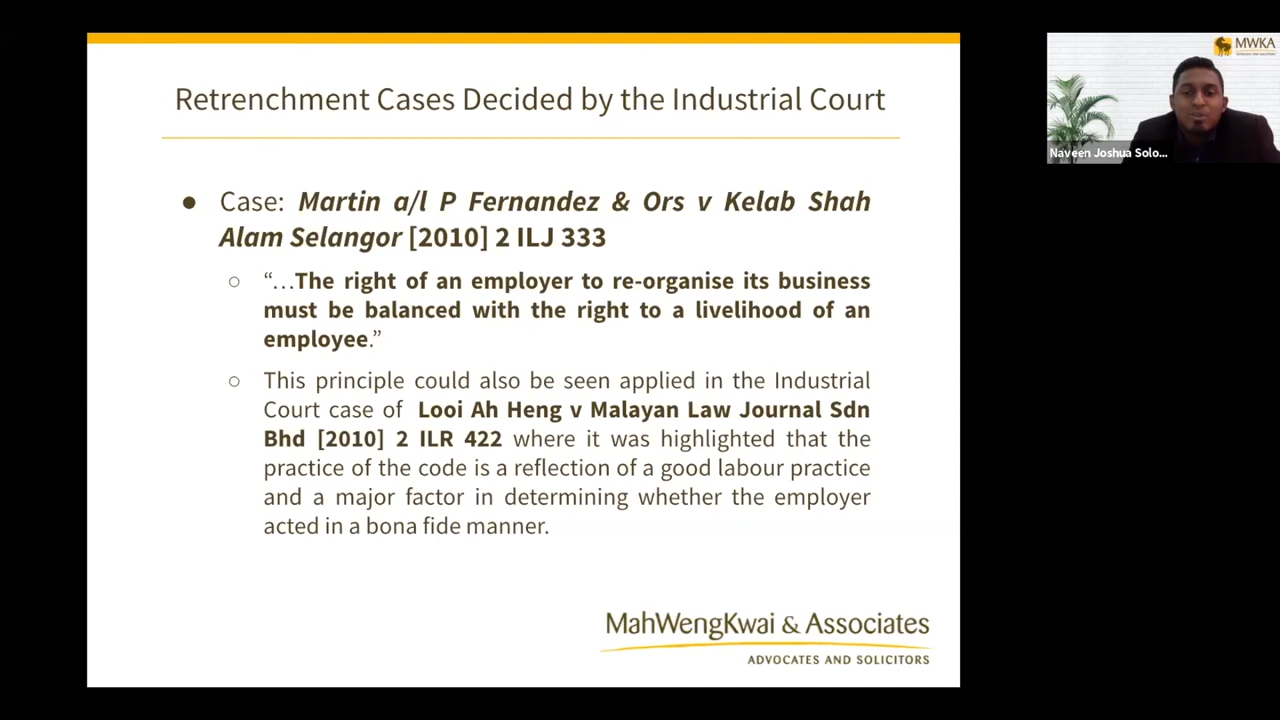 Retrenchment Cases Decided by the Industrial Court
● Case: Martin a/l P Fernandez & Ors v Kelab Shah
Alam Selangor [2010] 2 ILJ 333
○ “…The right of an employer to re-organise its business
must be balanced with the right to a livelihood of an
employee.”
○ This principle could also be seen applied in the Industrial
Court case of Looi Ah Heng v Malayan Law Journal Sdn
Bhd [2010] 2 ILR 422 where it was highlighted that the
practice of the code is a reflection of a good labour practice
and a major factor in determining whether the employer
acted in a bona fide manner.
MahWengKwai & Associates
ADVOCATES AND SOLICITORS
MWKA
Naveen Joshua Solo...